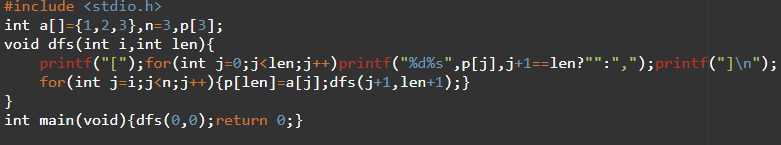 #include <stdio.h>
int a[]={1,2,3},n=3,p[3];
void dfs(int i,int len){
    printf("[");for(int j=0;j<len;j++)printf("%d%s",p[j],j+1==len?"":",");printf("]\n");
    for(int j=i;j<n;j++){p[len]=a[j];dfs(j+1,len+1);}
}
int main(void){dfs(0,0);return 0;}